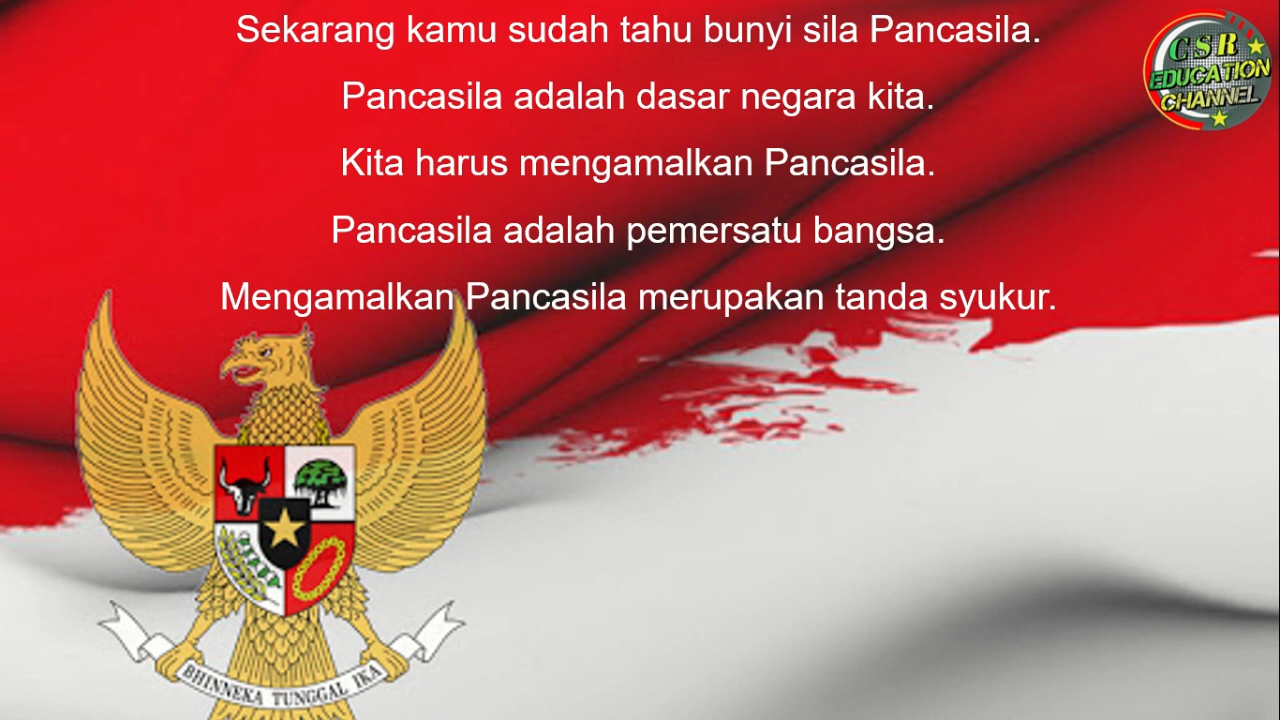 Sekarang kamu sudah tahu bunyi sila Pancasila.
Pancasila adalah dasar negara kita.
Kita harus mengamalkan Pancasila.
Pancasila adalah pemersatu bangsa.
Mengamalkan Pancasila merupakan tanda syukur.
CSR
EDUCATION
CHANNEL
BHINNEKA TUNGGAL IKA